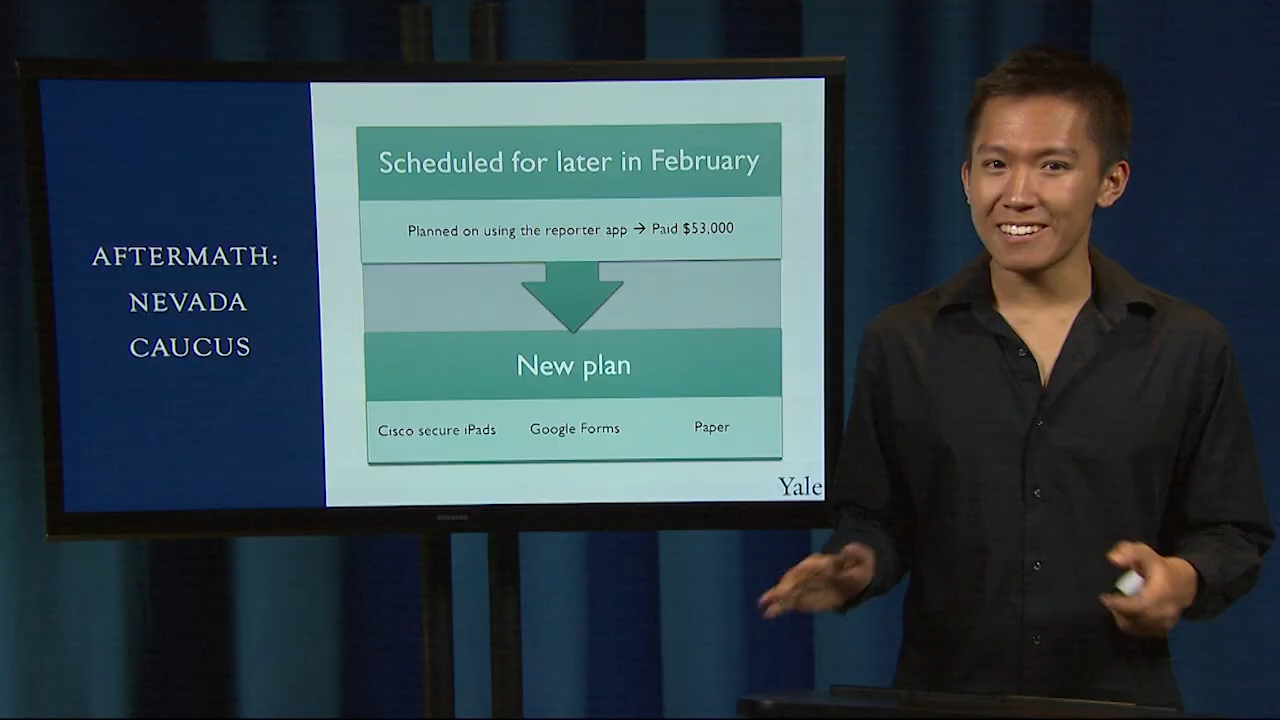 AFTERMATH:
NEVADA
CAUCUS
Scheduled for later in February
Planned on using the reporter app → Paid $53,000
New plan
Cisco secure iPads
Google Forms
Paper
Yale
SAMSUNG